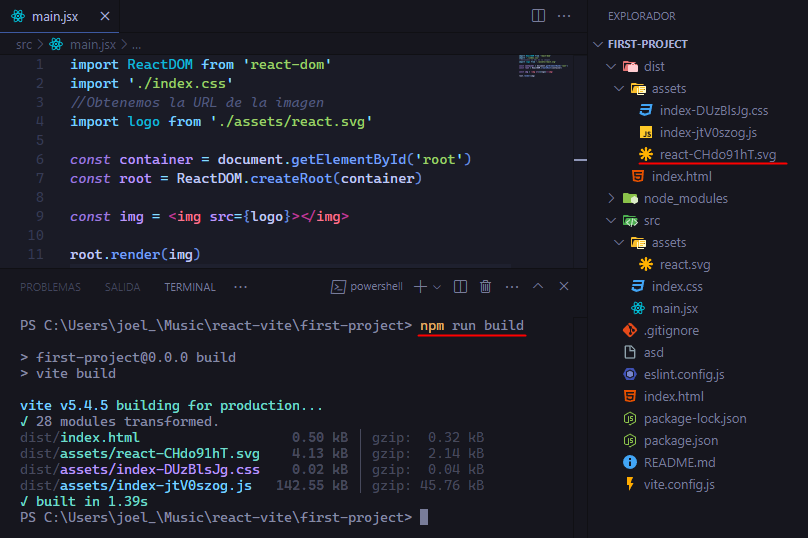 main.jsx
src > main.jsx > ...
1 import ReactDOM from 'react-dom'
2 import './index.css'
3 //Obtenemos la URL de la imagen
4 import logo from './assets/react.svg'
5
6 const container = document.getElementById('root')
7 const root = ReactDOM.createRoot(container)
8
9 const img = <img src={logo}></img>
10
11 root.render(img)
PROBLEMAS SALIDA TERMINAL ... powershell
PS C:\Users\joel_\Music\react-vite\first-project> npm run build
> first-project@0.0.0 build
> vite build
vite v5.4.5 building for production...
✓ 28 modules transformed.
dist/index.html 0.50 kB │ gzip: 0.32 kB
dist/assets/react-CHdo91hT.svg 4.13 kB │ gzip: 2.14 kB
dist/assets/index-DUzBlsJg.css 0.02 kB │ gzip: 0.04 kB
dist/assets/index-jtV0szog.js 142.55 kB │ gzip: 45.76 kB
✓ built in 1.39s
PS C:\Users\joel_\Music\react-vite\first-project>
EXPLORADOR
FIRST-PROJECT
dist
assets
index-DUzBlsJg.css
JS index-jtV0szog.js
react-CHdo91hT.svg
index.html
node_modules
src
assets
react.svg
index.css
main.jsx
.gitignore
asd
eslint.config.js
index.html
package-lock.json
package.json
README.md
vite.config.js